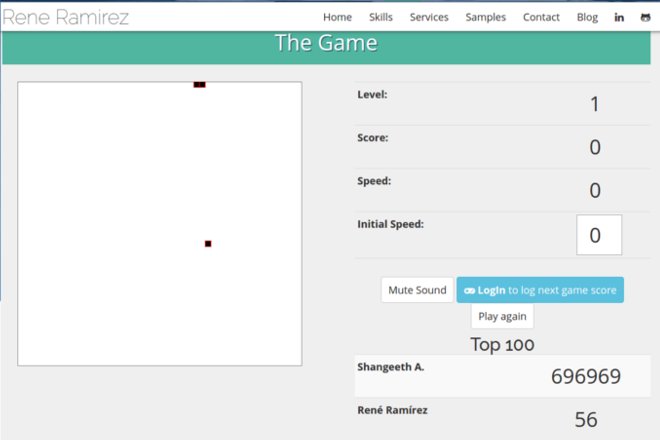 Rene Ramirez
Home Skills Services Samples Contact Blog
The Game
Level: 1
Score: 0
Speed: 0
Initial Speed: 0
Mute Sound LogIn to log next game score
Play again
Top 100
Shangeeth A. 696969
René Ramírez 56